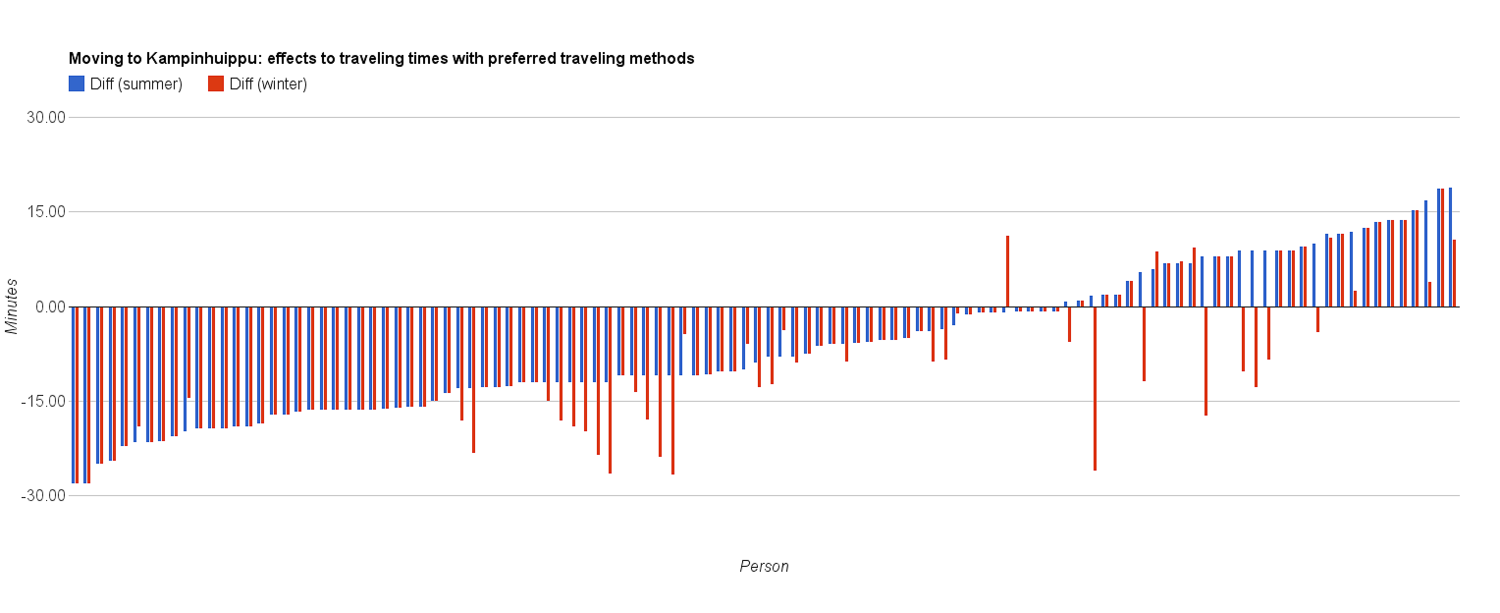 Moving to Kampinhuippu: effects to traveling times with preferred traveling methods
Diff (summer) Diff (winter)
30.00
15.00
0.00
-15.00
-30.00
Minutes
Person